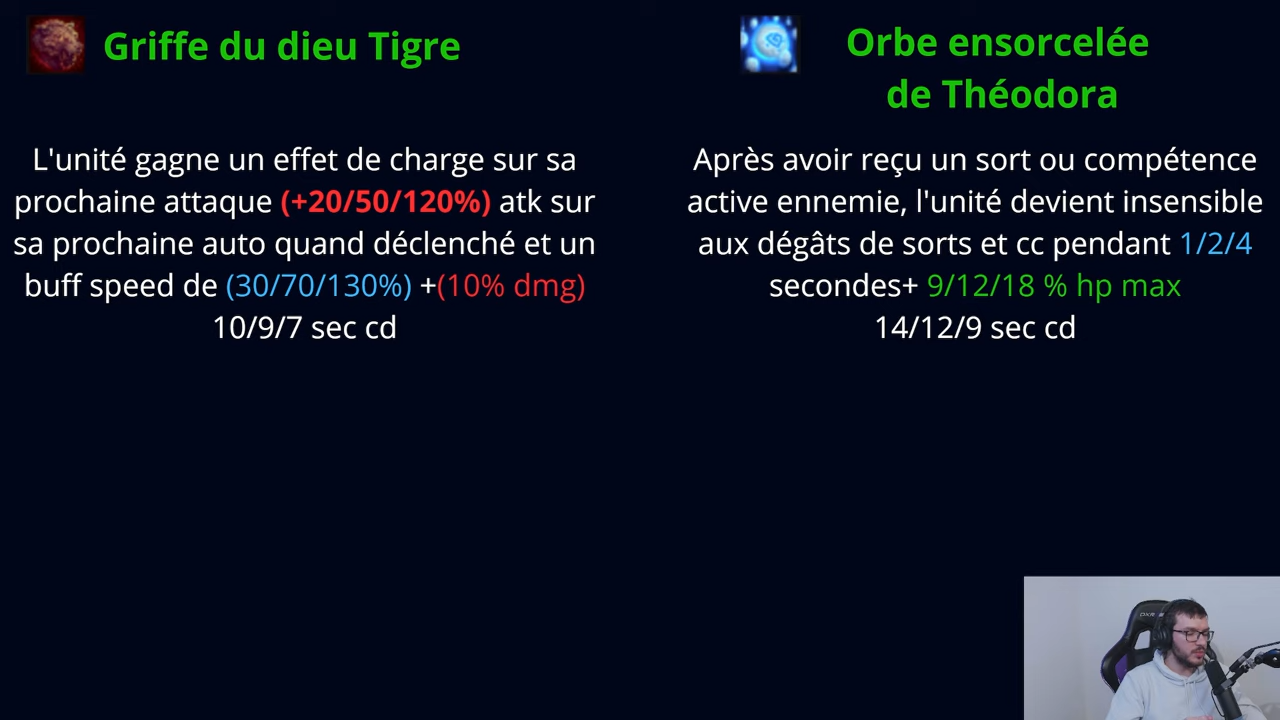 Griffe du dieu Tigre
L'unité gagne un effet de charge sur sa
prochaine attaque (+20/50/120%) atk sur
sa prochaine auto quand déclenché et un
buff speed de (30/70/130%) +(10% dmg)
10/9/7 sec cd
Orbe ensorcelée
de Théodora
Après avoir reçu un sort ou compétence
active ennemie, l'unité devient insensible
aux dégâts de sorts et cc pendant 1/2/4
secondes+ 9/12/18 % hp max
14/12/9 sec cd